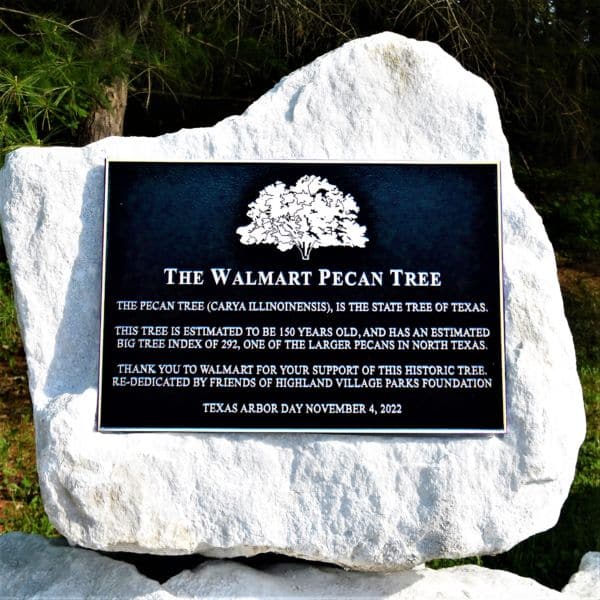 THE WALMART PECAN TREE
THE PECAN TREE (CARYA ILLINOINENSIS), IS THE STATE TREE OF TEXAS.
THIS TREE IS ESTIMATED TO BE 150 YEARS OLD, AND HAS AN ESTIMATED
BIG TREE INDEX OF 292, ONE OF THE LARGER PECANS IN NORTH TEXAS.
THANK YOU TO WALMART FOR YOUR SUPPORT OF THIS HISTORIC TREE.
RE-DEDICATED BY FRIENDS OF HIGHLAND VILLAGE PARKS FOUNDATION
TEXAS ARBOR DAY NOVEMBER 4, 2022